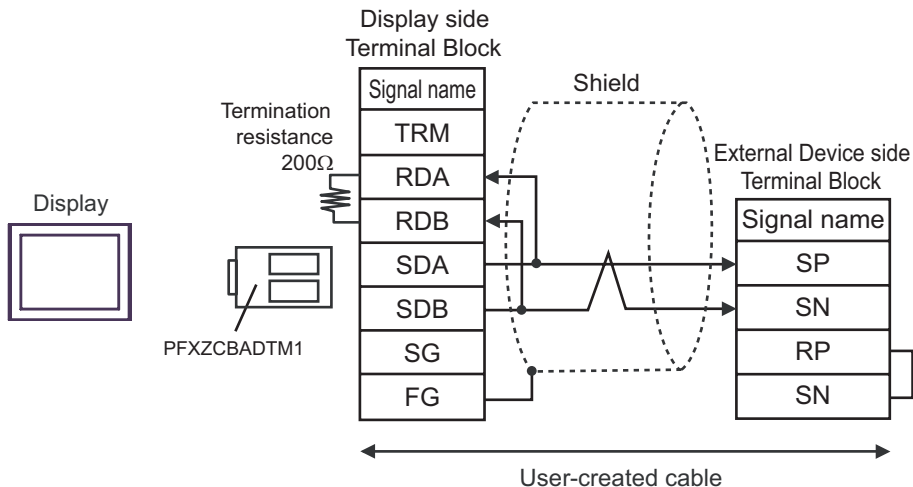 Display side
Terminal Block
Signal name
TRM
RDA
RDB
SDA
SDB
SG
FG
Termination
resistance
200Ω
Shield
External Device side
Terminal Block
Signal name
SP
SN
RP
SN
Display
PFXZCBADTM1
User-created cable